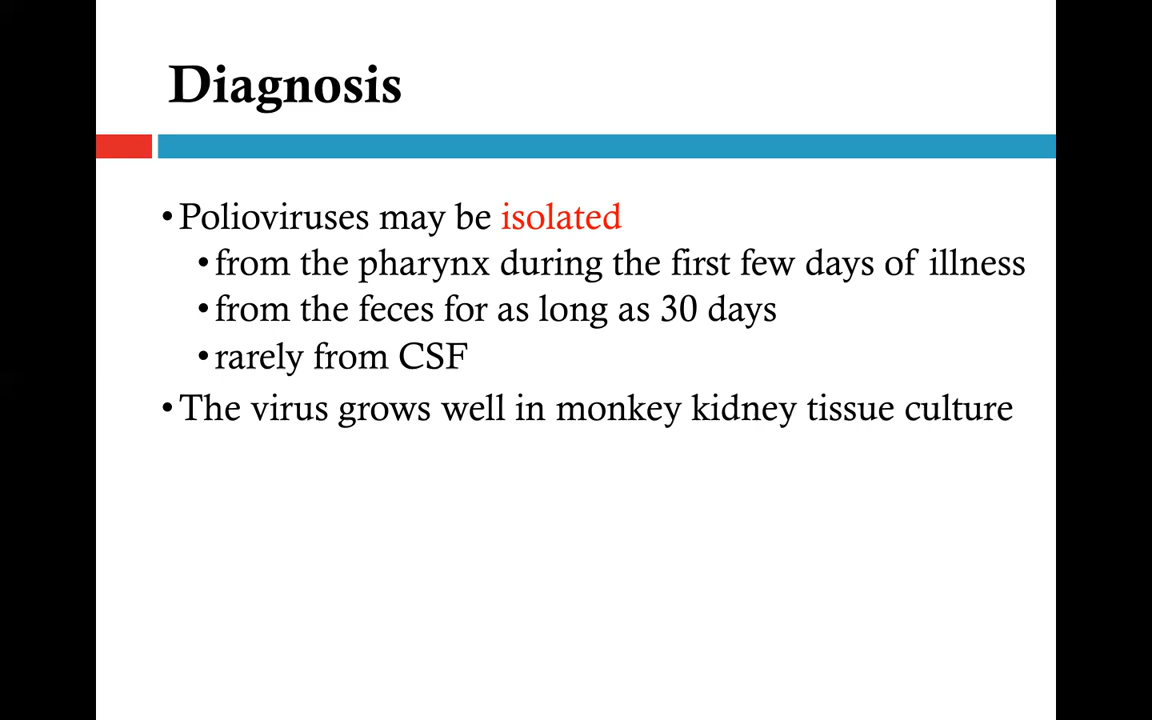 Diagnosis
• Polioviruses may be isolated
• from the pharynx during the first few days of illness
• from the feces for as long as 30 days
• rarely from CSF
• The virus grows well in monkey kidney tissue culture